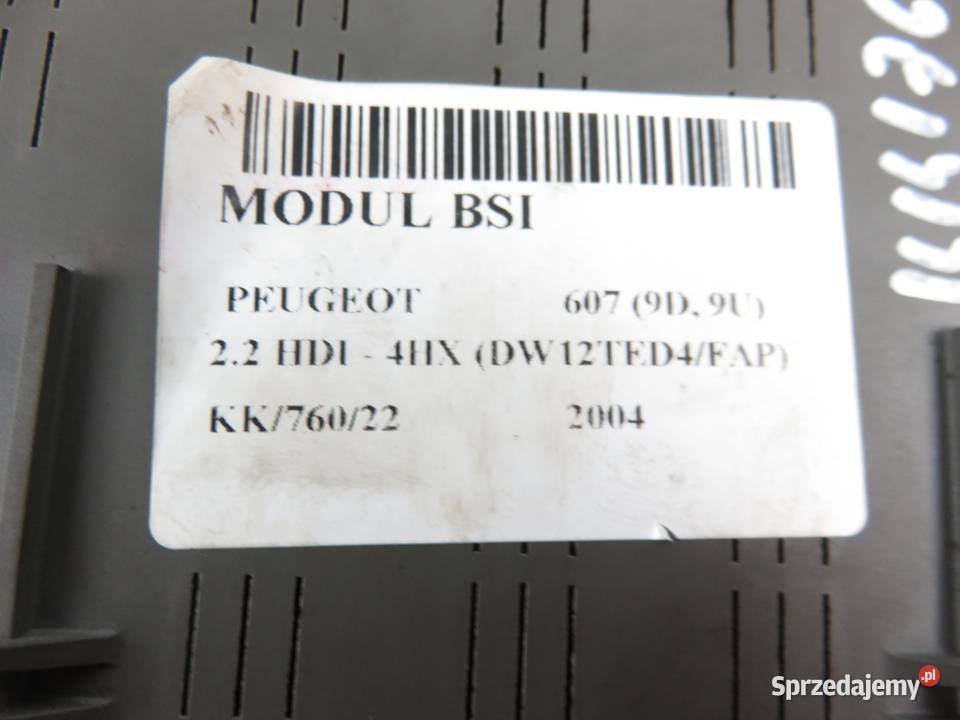 MODUL BSI
PEUGEOT 607 (9D, 9U)
2.2 HDI - 4HX (DW12TED4/FAP)
KK/760/22 2004
Sprzedajemy.pl